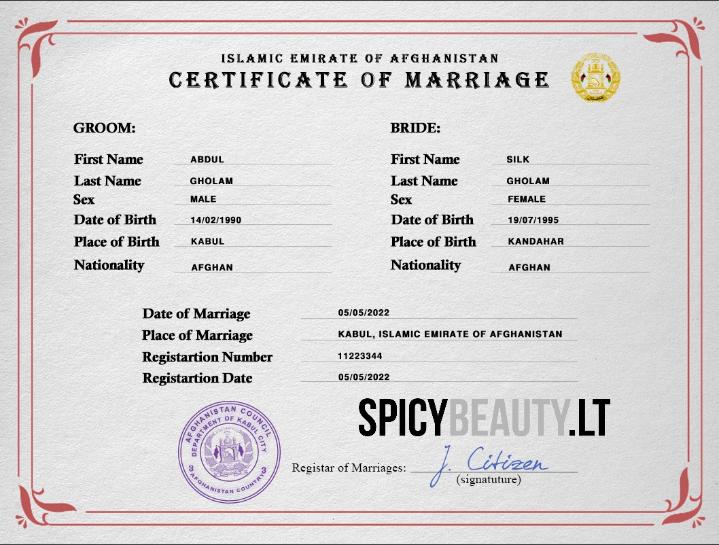 ISLAMIC EMIRATE OF AFGHANISTAN
CERTIFICATE OF MARRIAGE
GROOM:
First Name ABDUL
Last Name GHOLAM
Sex MALE
Date of Birth 14/02/1990
Place of Birth KABUL
Nationality AFGHAN
BRIDE:
First Name SILK
Last Name GHOLAM
Sex FEMALE
Date of Birth 19/07/1995
Place of Birth KANDAHAR
Nationality AFGHAN
Date of Marriage 05/05/2022
Place of Marriage KABUL, ISLAMIC EMIRATE OF AFGHANISTAN
Registartion Number 11223344
Registartion Date 05/05/2022
SPICYBEAUTY.LT
AFGHANISTAN COUNCIL
DEPARTMENT OF KABUL CITY
AFGHANISTAN COUNTRY
Registar of Marriages: J. Citizen
(signatuture)